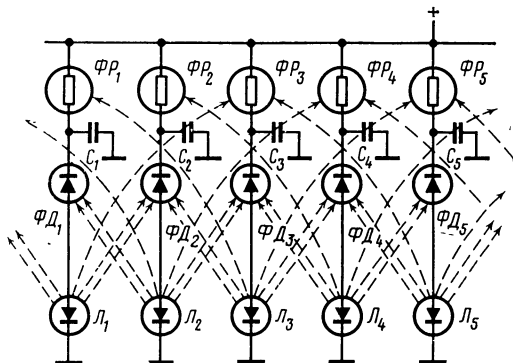 +
ФР₁ ФР₂ ФР₃ ФР₄ ФР₅
C₁ C₂ C₃ C₄ C₅
ФД₁ ФД₂ ФД₃ ФД₄ ФД₅
Л₁ Л₂ Л₃ Л₄ Л₅